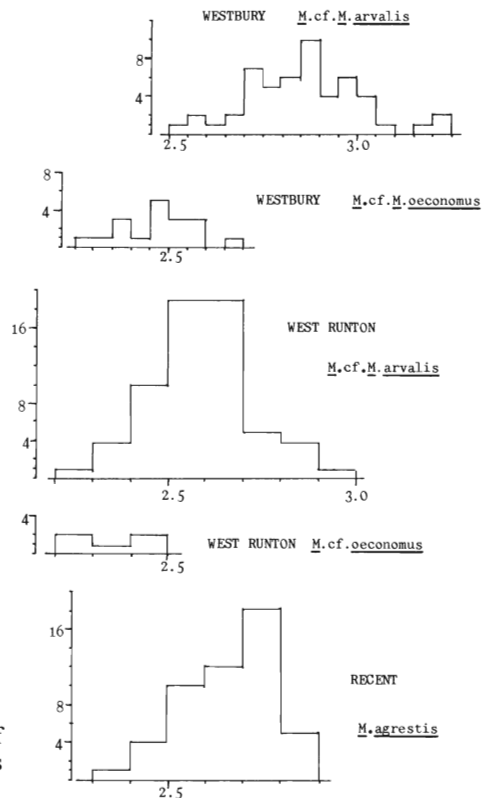 WESTBURY M.cf.M.arvalis
8
4
2.5 3.0
8
4
WESTBURY M.cf.M.oeconomus
2.5
16
8
4
WEST RUNTON
M.cf.M.arvalis
2.5 3.0
4
WEST RUNTON M.cf.oeconomus
2.5
16
8
4
RECENT
M.agrestis
2.5